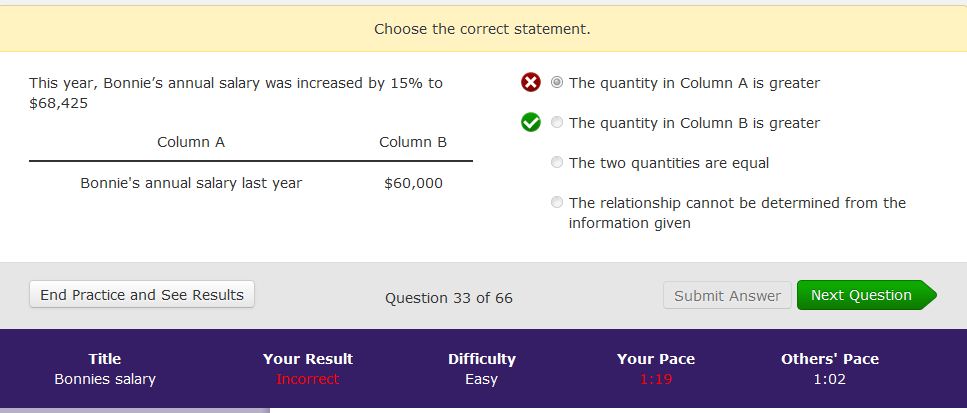 Choose the correct statement.
This year, Bonnie’s annual salary was increased by 15% to
$68,425
Column A Column B
Bonnie's annual salary last year $60,000
The quantity in Column A is greater
The quantity in Column B is greater
The two quantities are equal
The relationship cannot be determined from the
information given
End Practice and See Results Question 33 of 66 Submit Answer Next Question
Title Your Result Difficulty Your Pace Others' Pace
Bonnies salary Incorrect Easy 1:19 1:02